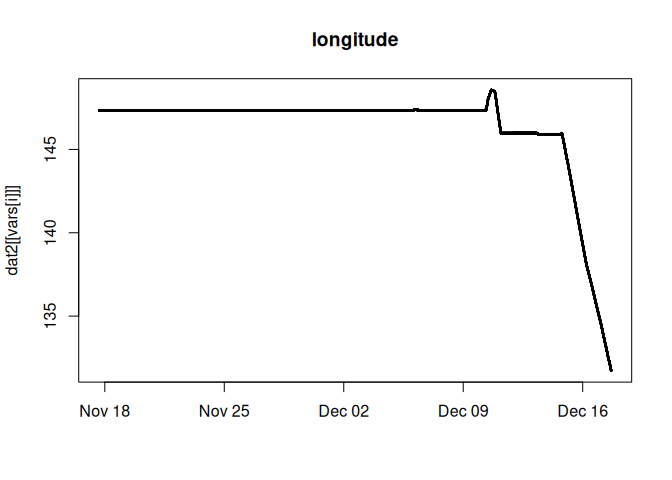 longitude
dat2[[vars[i]]]
145
140
135
Nov 18
Nov 25
Dec 02
Dec 09
Dec 16